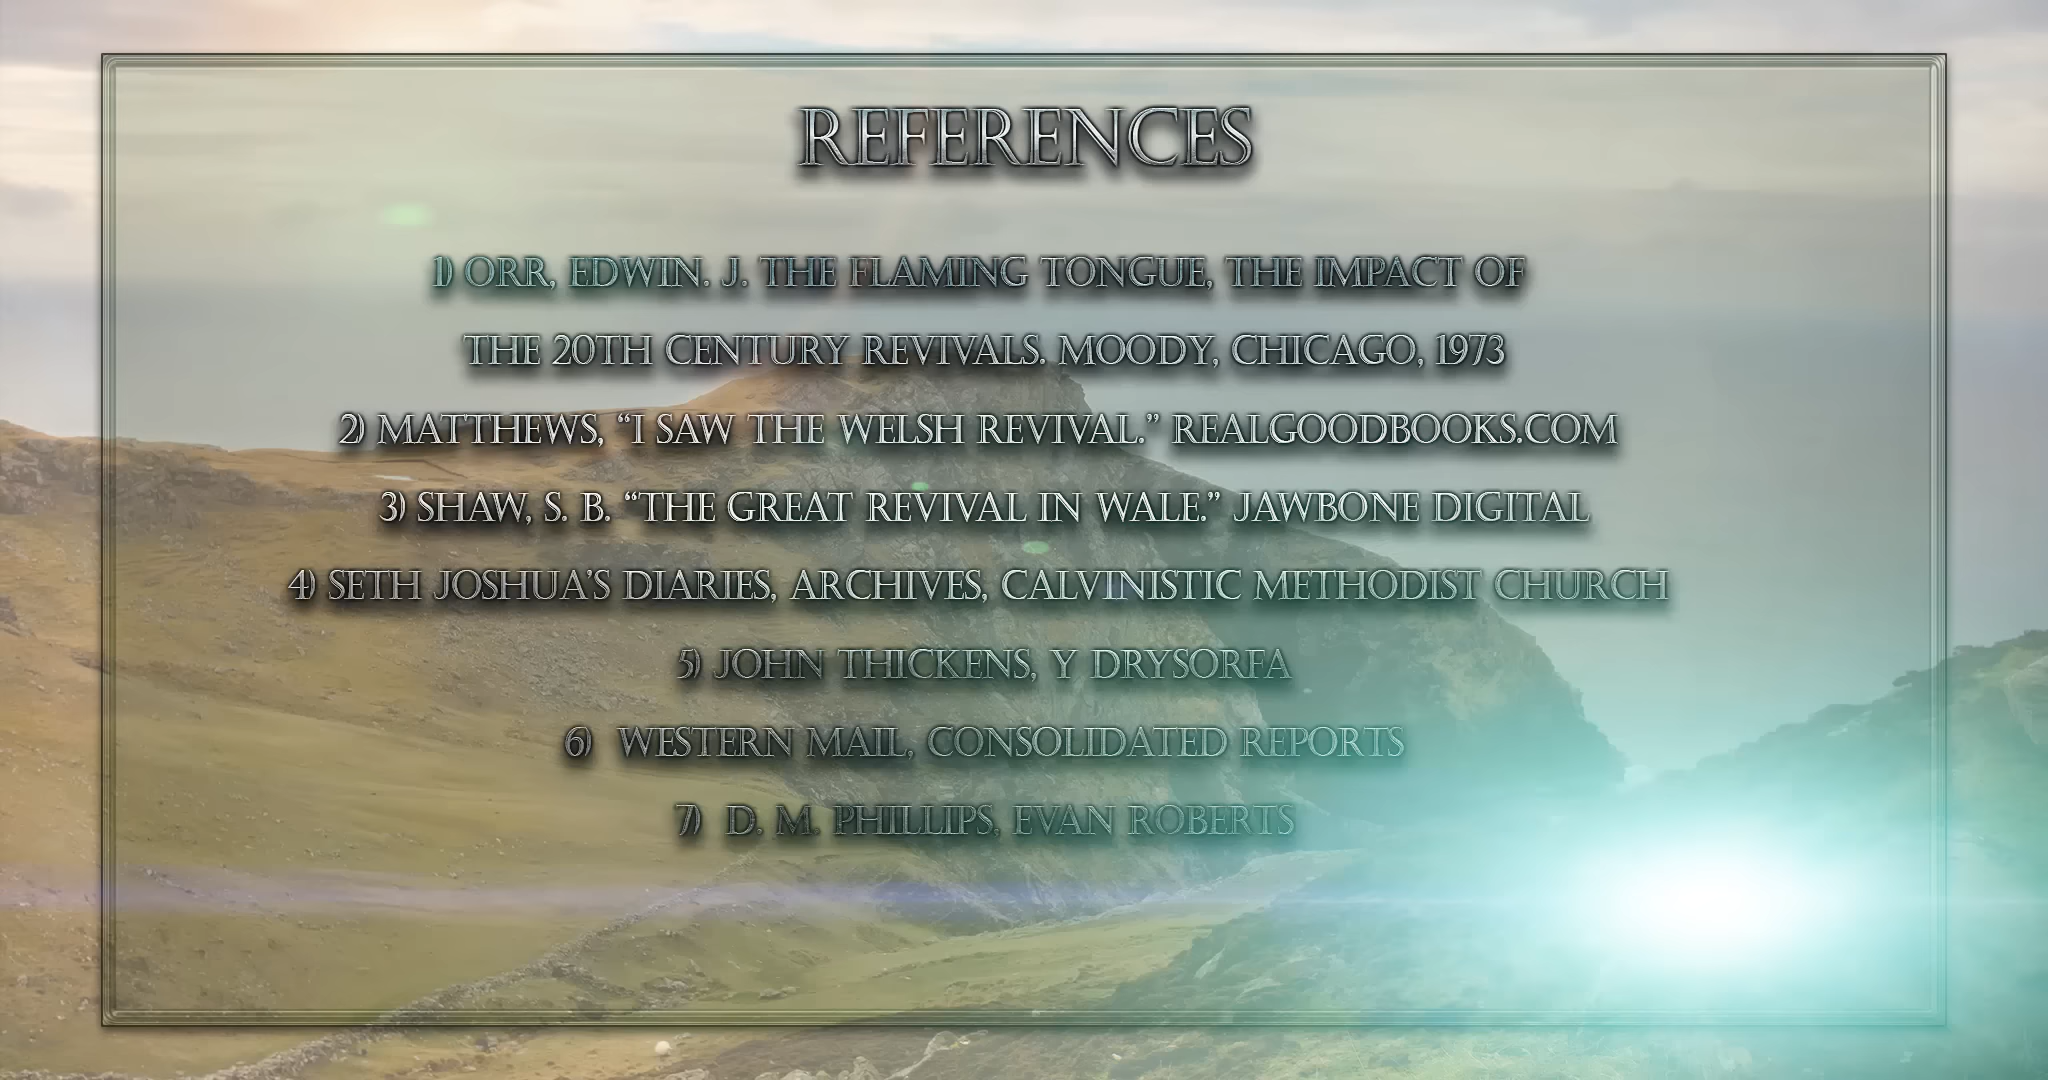 REFERENCES
1) ORR, EDWIN. J. THE FLAMING TONGUE, THE IMPACT OF
THE 20TH CENTURY REVIVALS. MOODY, CHICAGO, 1973
2) MATTHEWS, “I SAW THE WELSH REVIVAL.” REALGOODBOOKS.COM
3) SHAW, S. B. “THE GREAT REVIVAL IN WALE.” JAWBONE DIGITAL
4) SETH JOSHUA’S DIARIES, ARCHIVES, CALVINISTIC METHODIST CHURCH
5) JOHN THICKENS, Y DRYSORFA
6) WESTERN MAIL, CONSOLIDATED REPORTS
7) D. M. PHILLIPS, EVAN ROBERTS